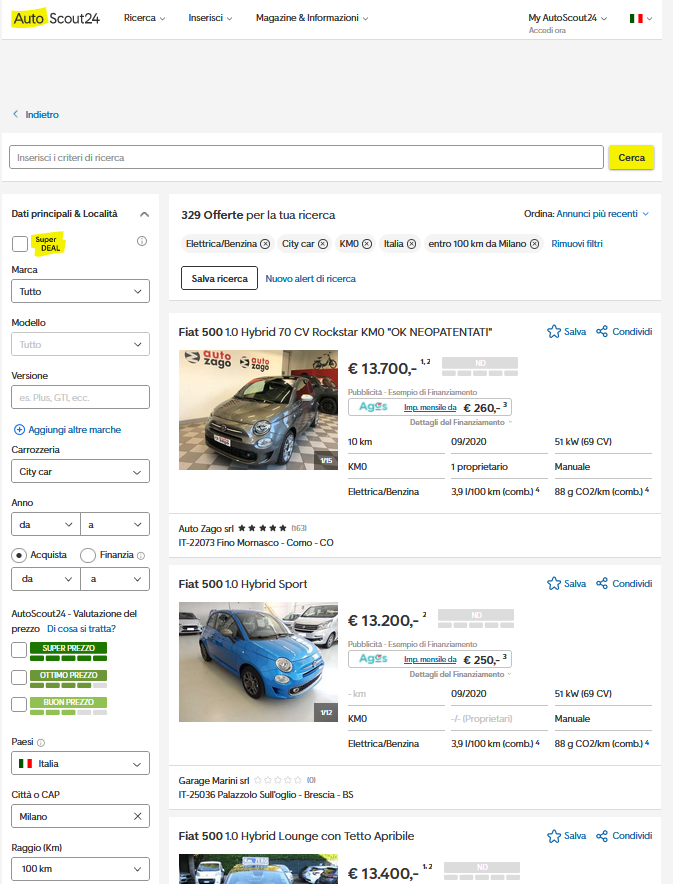 AutoScout24
Ricerca
Inserisci
Magazine & Informazioni
My AutoScout24
Accedi ora
Indietro
Inserisci i criteri di ricerca
Cerca
Dati principali & Località
Super
DEAL
Marca
Tutto
Modello
Tutto
Versione
es. Plus, GTI, ecc.
Aggiungi altre marche
Carrozzeria
City car
Anno
da
a
Acquista
Finanzia
da
a
AutoScout24 - Valutazione del
prezzo Di cosa si tratta?
SUPER PREZZO
OTTIMO PREZZO
BUON PREZZO
Paesi
Italia
Città o CAP
Milano
Raggio (Km)
100 km
329 Offerte per la tua ricerca
Ordina: Annunci più recenti
Elettrica/Benzina
City car
KM0
Italia
entro 100 km da Milano
Rimuovi filtri
Salva ricerca
Nuovo alert di ricerca
Fiat 500 1.0 Hybrid 70 CV Rockstar KM0 "OK NEOPATENTATI"
Salva
Condividi
auto
zago
auto
zago
1/15
€ 13.700,- 1, 2
ND
Pubblicità - Esempio di Finanziamento
Agos Imp. mensile da € 260,- 3
Dettagli del Finanziamento
10 km
09/2020
51 kW (69 CV)
KM0
1 proprietario
Manuale
Elettrica/Benzina
3,9 l/100 km (comb.) 4
88 g CO2/km (comb.) 4
Auto Zago srl ★★★★★ (163)
IT-22073 Fino Mornasco - Como - CO
Fiat 500 1.0 Hybrid Sport
Salva
Condividi
1/12
€ 13.200,- 2
ND
Pubblicità - Esempio di Finanziamento
Agos Imp. mensile da € 250,- 3
Dettagli del Finanziamento
- km
09/2020
51 kW (69 CV)
KM0
-/- (Proprietari)
Manuale
Elettrica/Benzina
3,9 l/100 km (comb.) 4
88 g CO2/km (comb.) 4
Garage Marini srl ☆☆☆☆☆ (0)
IT-25036 Palazzolo Sull'oglio - Brescia - BS
Fiat 500 1.0 Hybrid Lounge con Tetto Apribile
Salva
Condividi
€ 13.400,- 1, 2
ND